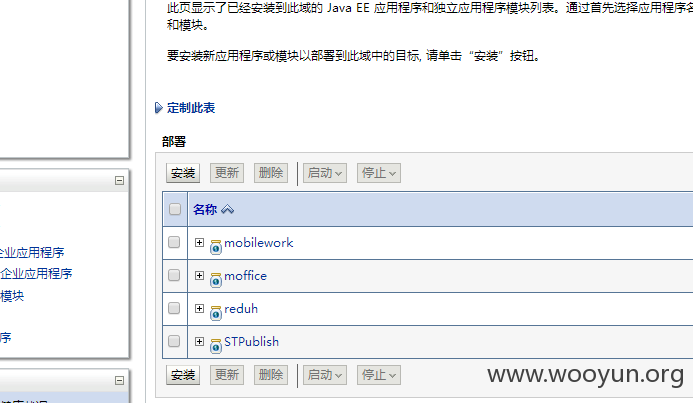 此页显示了已经安装到此域的 Java EE 应用程序和独立应用程序模块列表。通过首先选择应用程序名
和模块。
要安装新应用程序或模块以部署到此域中的目标, 请单击“安装”按钮。
定制此表
部署
安装 更新 删除 启动 停止
名称
mobilework
企业应用程序
企业应用程序
moffice
模块
reduh
序
STPublish
安装 更新 删除 启动 停止
www.wooyun.org